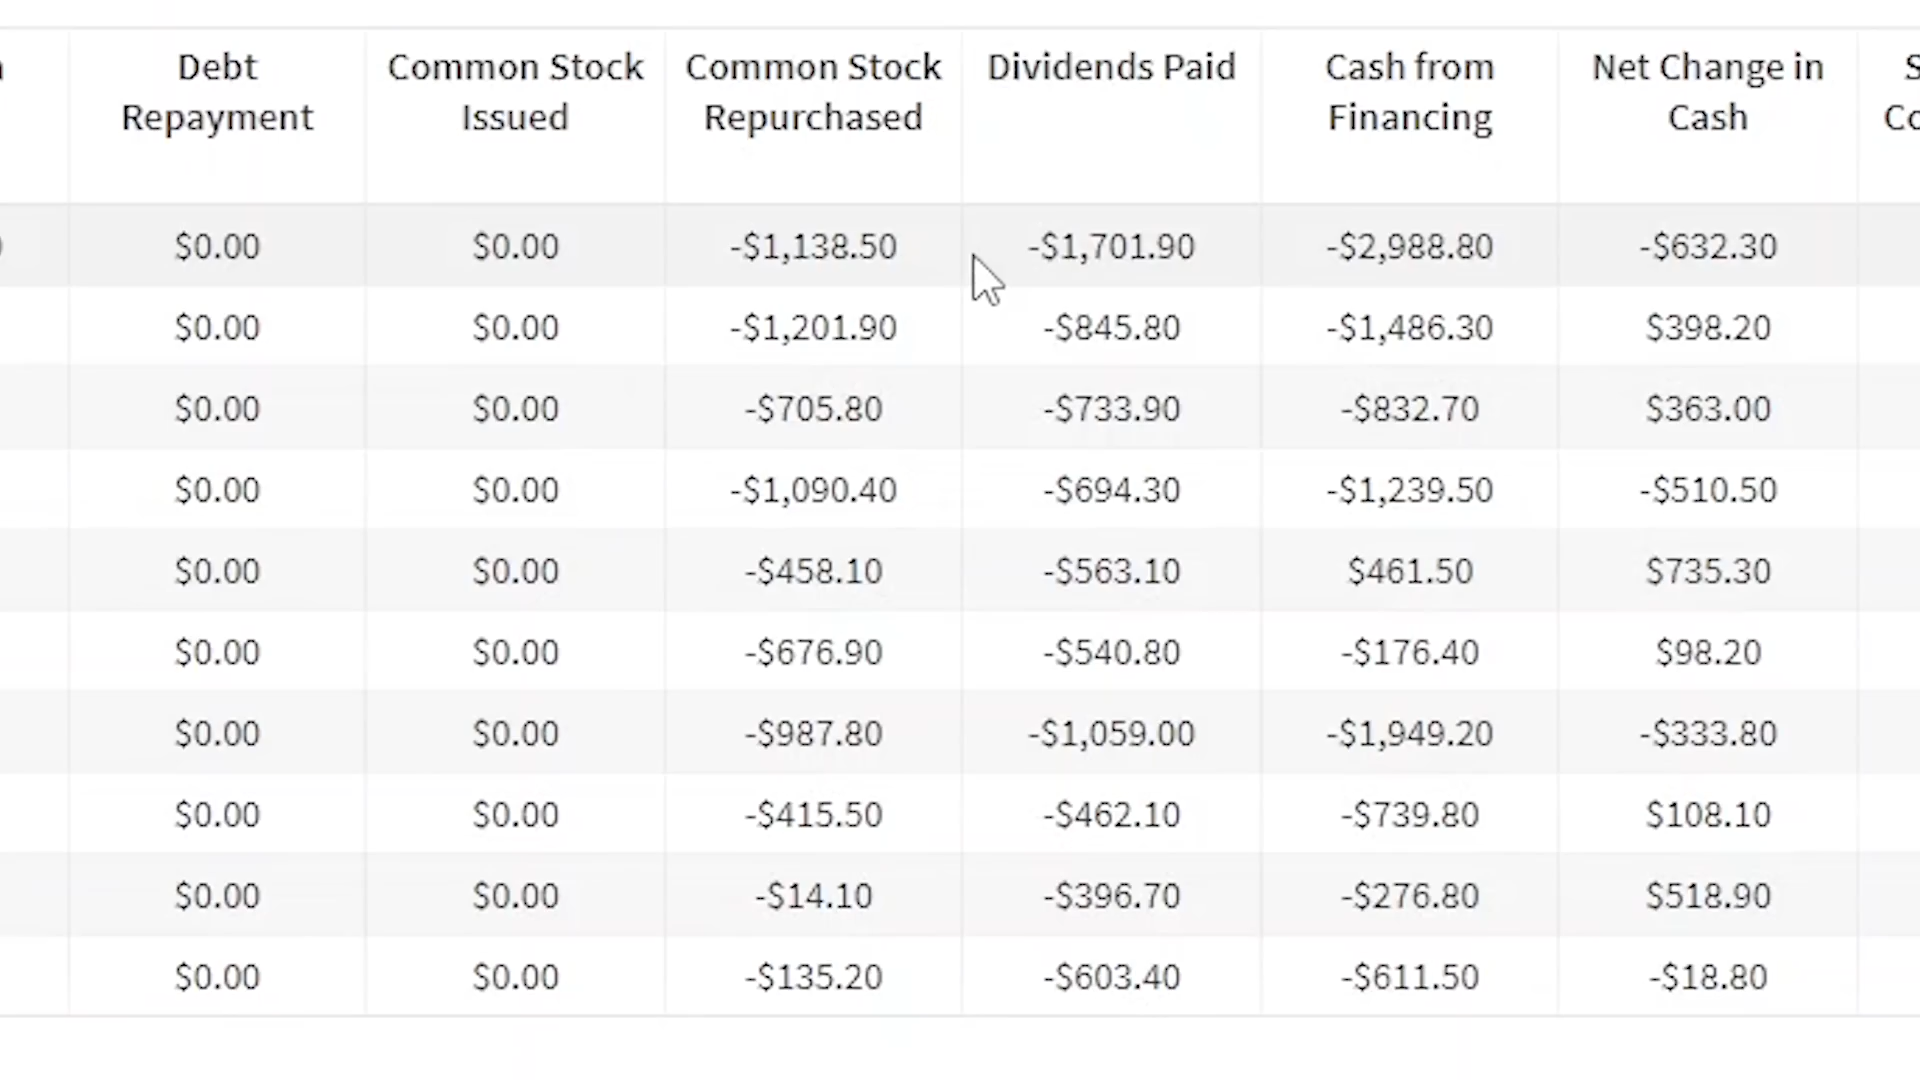 Debt Repayment	Common Stock Issued	Common Stock Repurchased	Dividends Paid	Cash from Financing	Net Change in Cash
$0.00	$0.00	-$1,138.50	-$1,701.90	-$2,988.80	-$632.30
$0.00	$0.00	-$1,201.90	-$845.80	-$1,486.30	$398.20
$0.00	$0.00	-$705.80	-$733.90	-$832.70	$363.00
$0.00	$0.00	-$1,090.40	-$694.30	-$1,239.50	-$510.50
$0.00	$0.00	-$458.10	-$563.10	$461.50	$735.30
$0.00	$0.00	-$676.90	-$540.80	-$176.40	$98.20
$0.00	$0.00	-$987.80	-$1,059.00	-$1,949.20	-$333.80
$0.00	$0.00	-$415.50	-$462.10	-$739.80	$108.10
$0.00	$0.00	-$14.10	-$396.70	-$276.80	$518.90
$0.00	$0.00	-$135.20	-$603.40	-$611.50	-$18.80